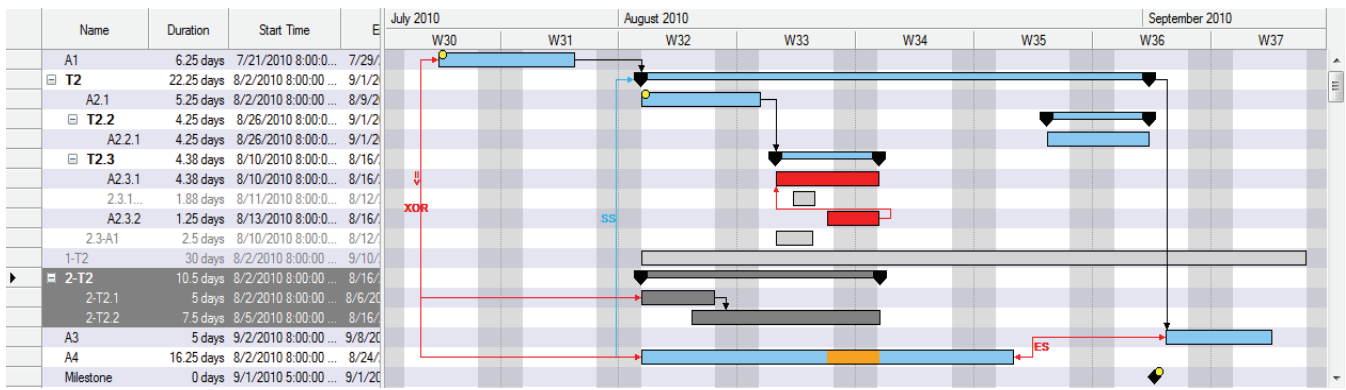 July 2010 August 2010 September 2010
Name Duration Start Time E W30 W31 W32 W33 W34 W35 W36 W37
A1 6.25 days 7/21/2010 8:00:0... 7/29/
T2 22.25 days 8/2/2010 8:00:00 ... 9/1/2
A2.1 5.25 days 8/2/2010 8:00:00 ... 8/9/2
T2.2 4.25 days 8/26/2010 8:00:0... 9/1/2
A2.2.1 4.25 days 8/26/2010 8:00:0... 9/1/2
T2.3 4.38 days 8/10/2010 8:00:0... 8/16/
A2.3.1 4.38 days 8/10/2010 8:00:0... 8/16/ =>
2.3.1... 1.88 days 8/11/2010 8:00:0... 8/12/
XOR
A2.3.2 1.25 days 8/13/2010 8:00:0... 8/16/ SS
2.3-A1 2.5 days 8/10/2010 8:00:0... 8/12/
1-T2 30 days 8/2/2010 8:00:00 ... 9/10/
2-T2 10.5 days 8/2/2010 8:00:00 ... 8/16/
2-T2.1 5 days 8/2/2010 8:00:00 ... 8/6/20
2-T2.2 7.5 days 8/5/2010 8:00:00 ... 8/16/
A3 5 days 9/2/2010 8:00:00 ... 9/8/20
ES
A4 16.25 days 8/2/2010 8:00:00 ... 8/24/
Milestone 0 days 9/1/2010 5:00:00 ... 9/1/20